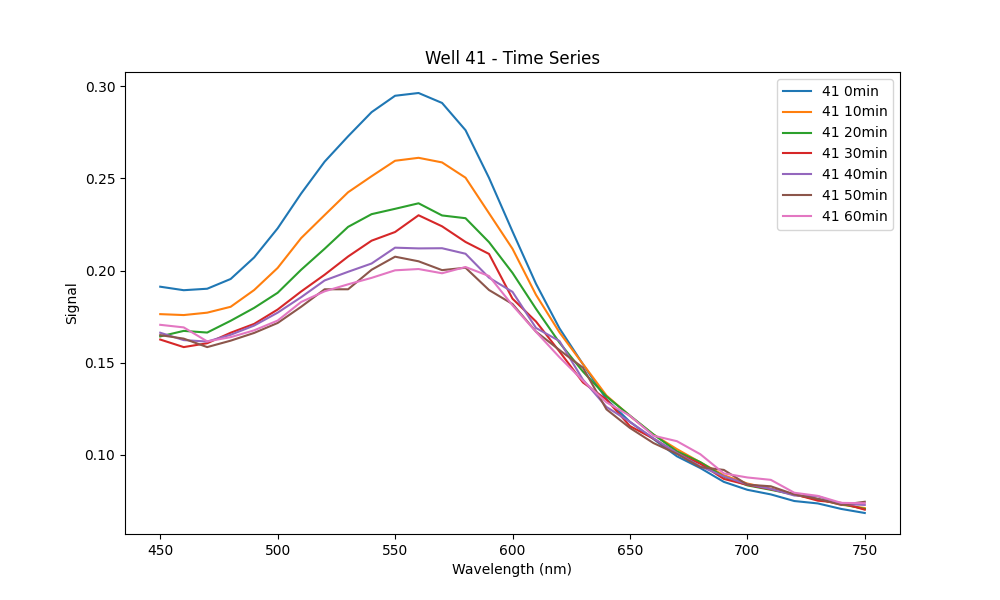 Well 41 - Time Series
0.30
0.25
0.20
0.15
0.10
Signal
450 500 550 600 650 700 750
Wavelength (nm)
41 0min
41 10min
41 20min
41 30min
41 40min
41 50min
41 60min